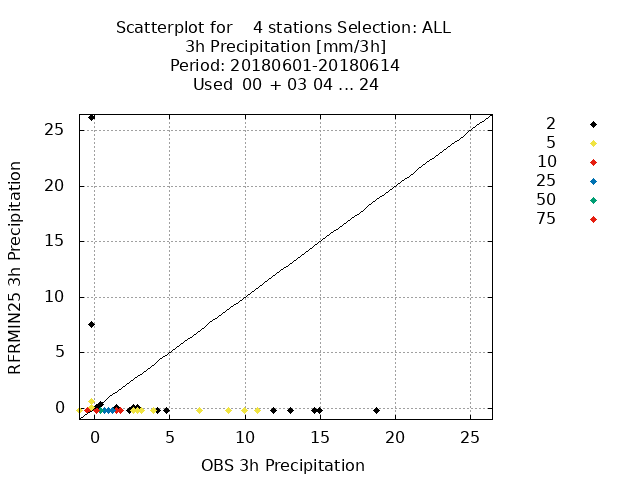 Scatterplot for    4 stations Selection: ALL
3h Precipitation [mm/3h]
Period: 20180601-20180614
Used  00 + 03 04 ... 24
RFRMIN25 3h Precipitation
25
20
15
10
5
0
0 5 10 15 20 25
OBS 3h Precipitation
2
5
10
25
50
75